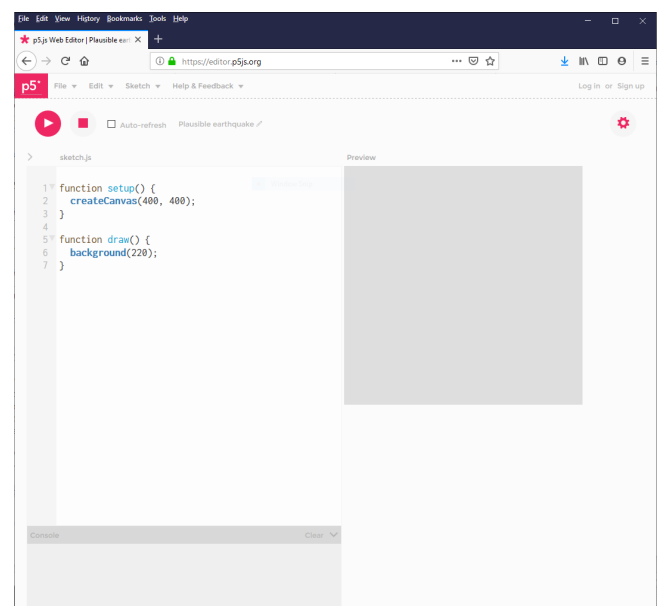 File Edit View History Bookmarks Tools Help
p5.js Web Editor | Plausible eart
https://editor.p5js.org
p5* File Edit Sketch Help & Feedback Log in or Sign up
Auto-refresh Plausible earthquake
sketch.js Preview
1 function setup() {
2 createCanvas(400, 400);
3 }
4
5 function draw() {
6 background(220);
7 }
Console Clear